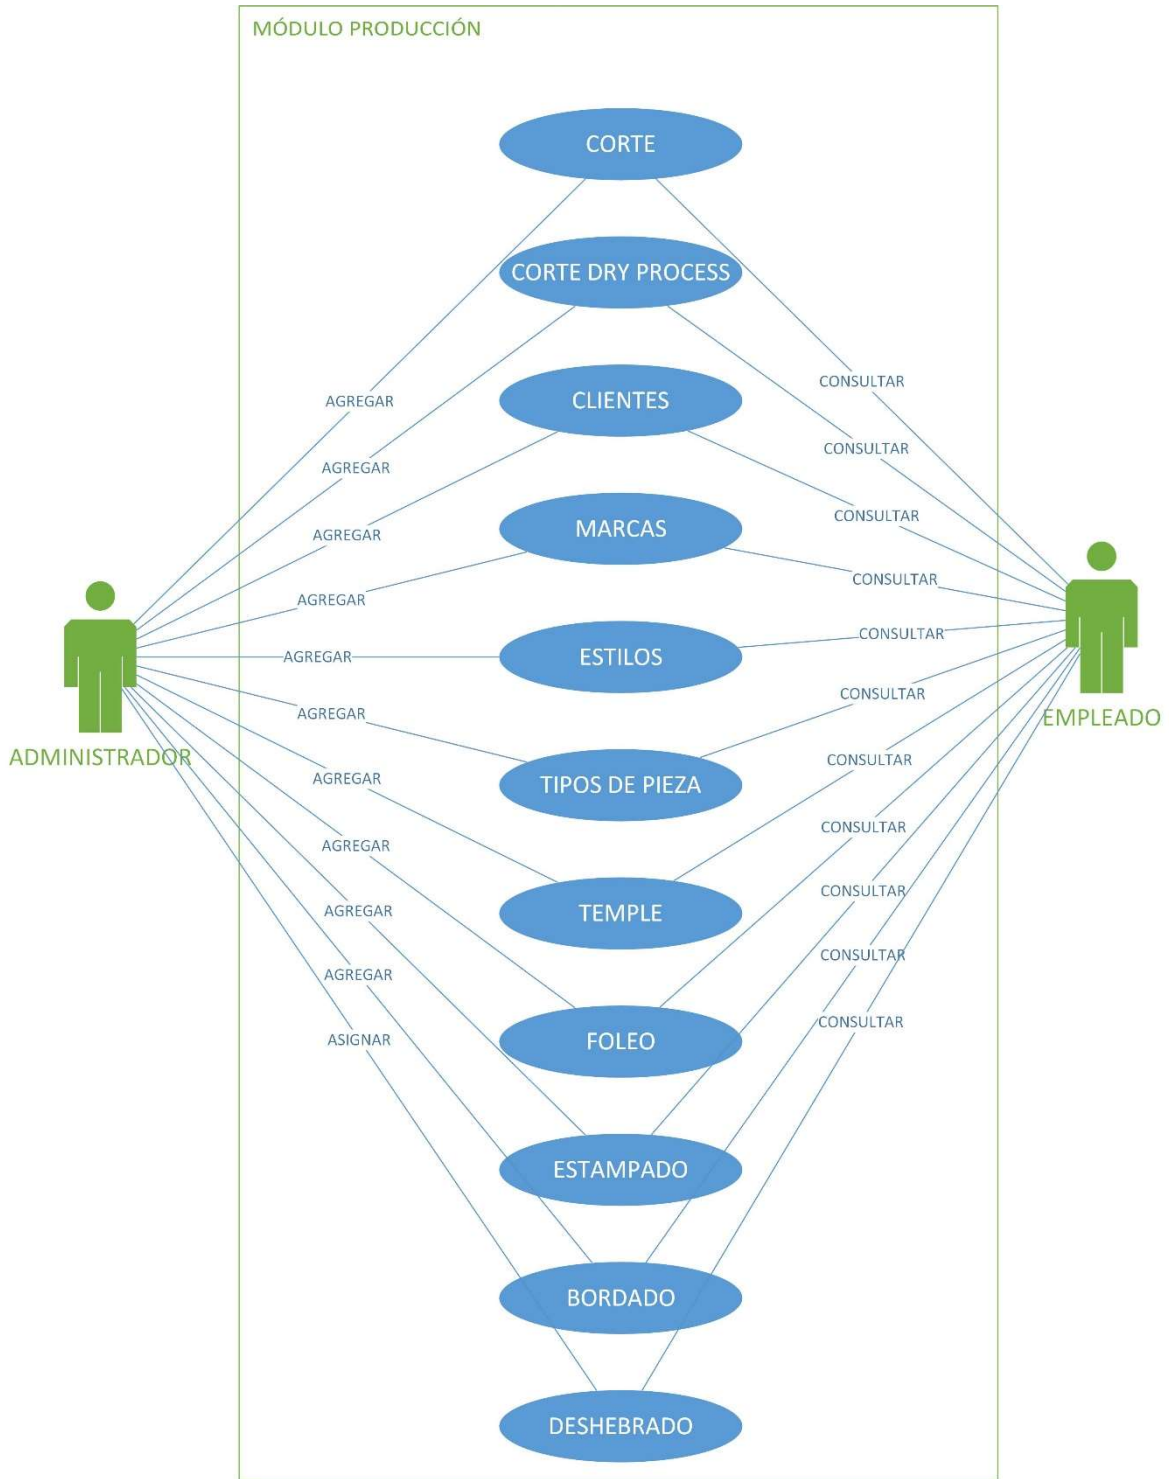 MÓDULO PRODUCCIÓN
CORTE
CORTE DRY PROCESS
CLIENTES
MARCAS
ESTILOS
TIPOS DE PIEZA
TEMPLE
FOLEO
ESTAMPADO
BORDADO
DESHEBRADO
AGREGAR
AGREGAR
AGREGAR
AGREGAR
AGREGAR
AGREGAR
AGREGAR
AGREGAR
AGREGAR
AGREGAR
ASIGNAR
CONSULTAR
CONSULTAR
CONSULTAR
CONSULTAR
CONSULTAR
CONSULTAR
CONSULTAR
CONSULTAR
CONSULTAR
CONSULTAR
CONSULTAR
ADMINISTRADOR
EMPLEADO